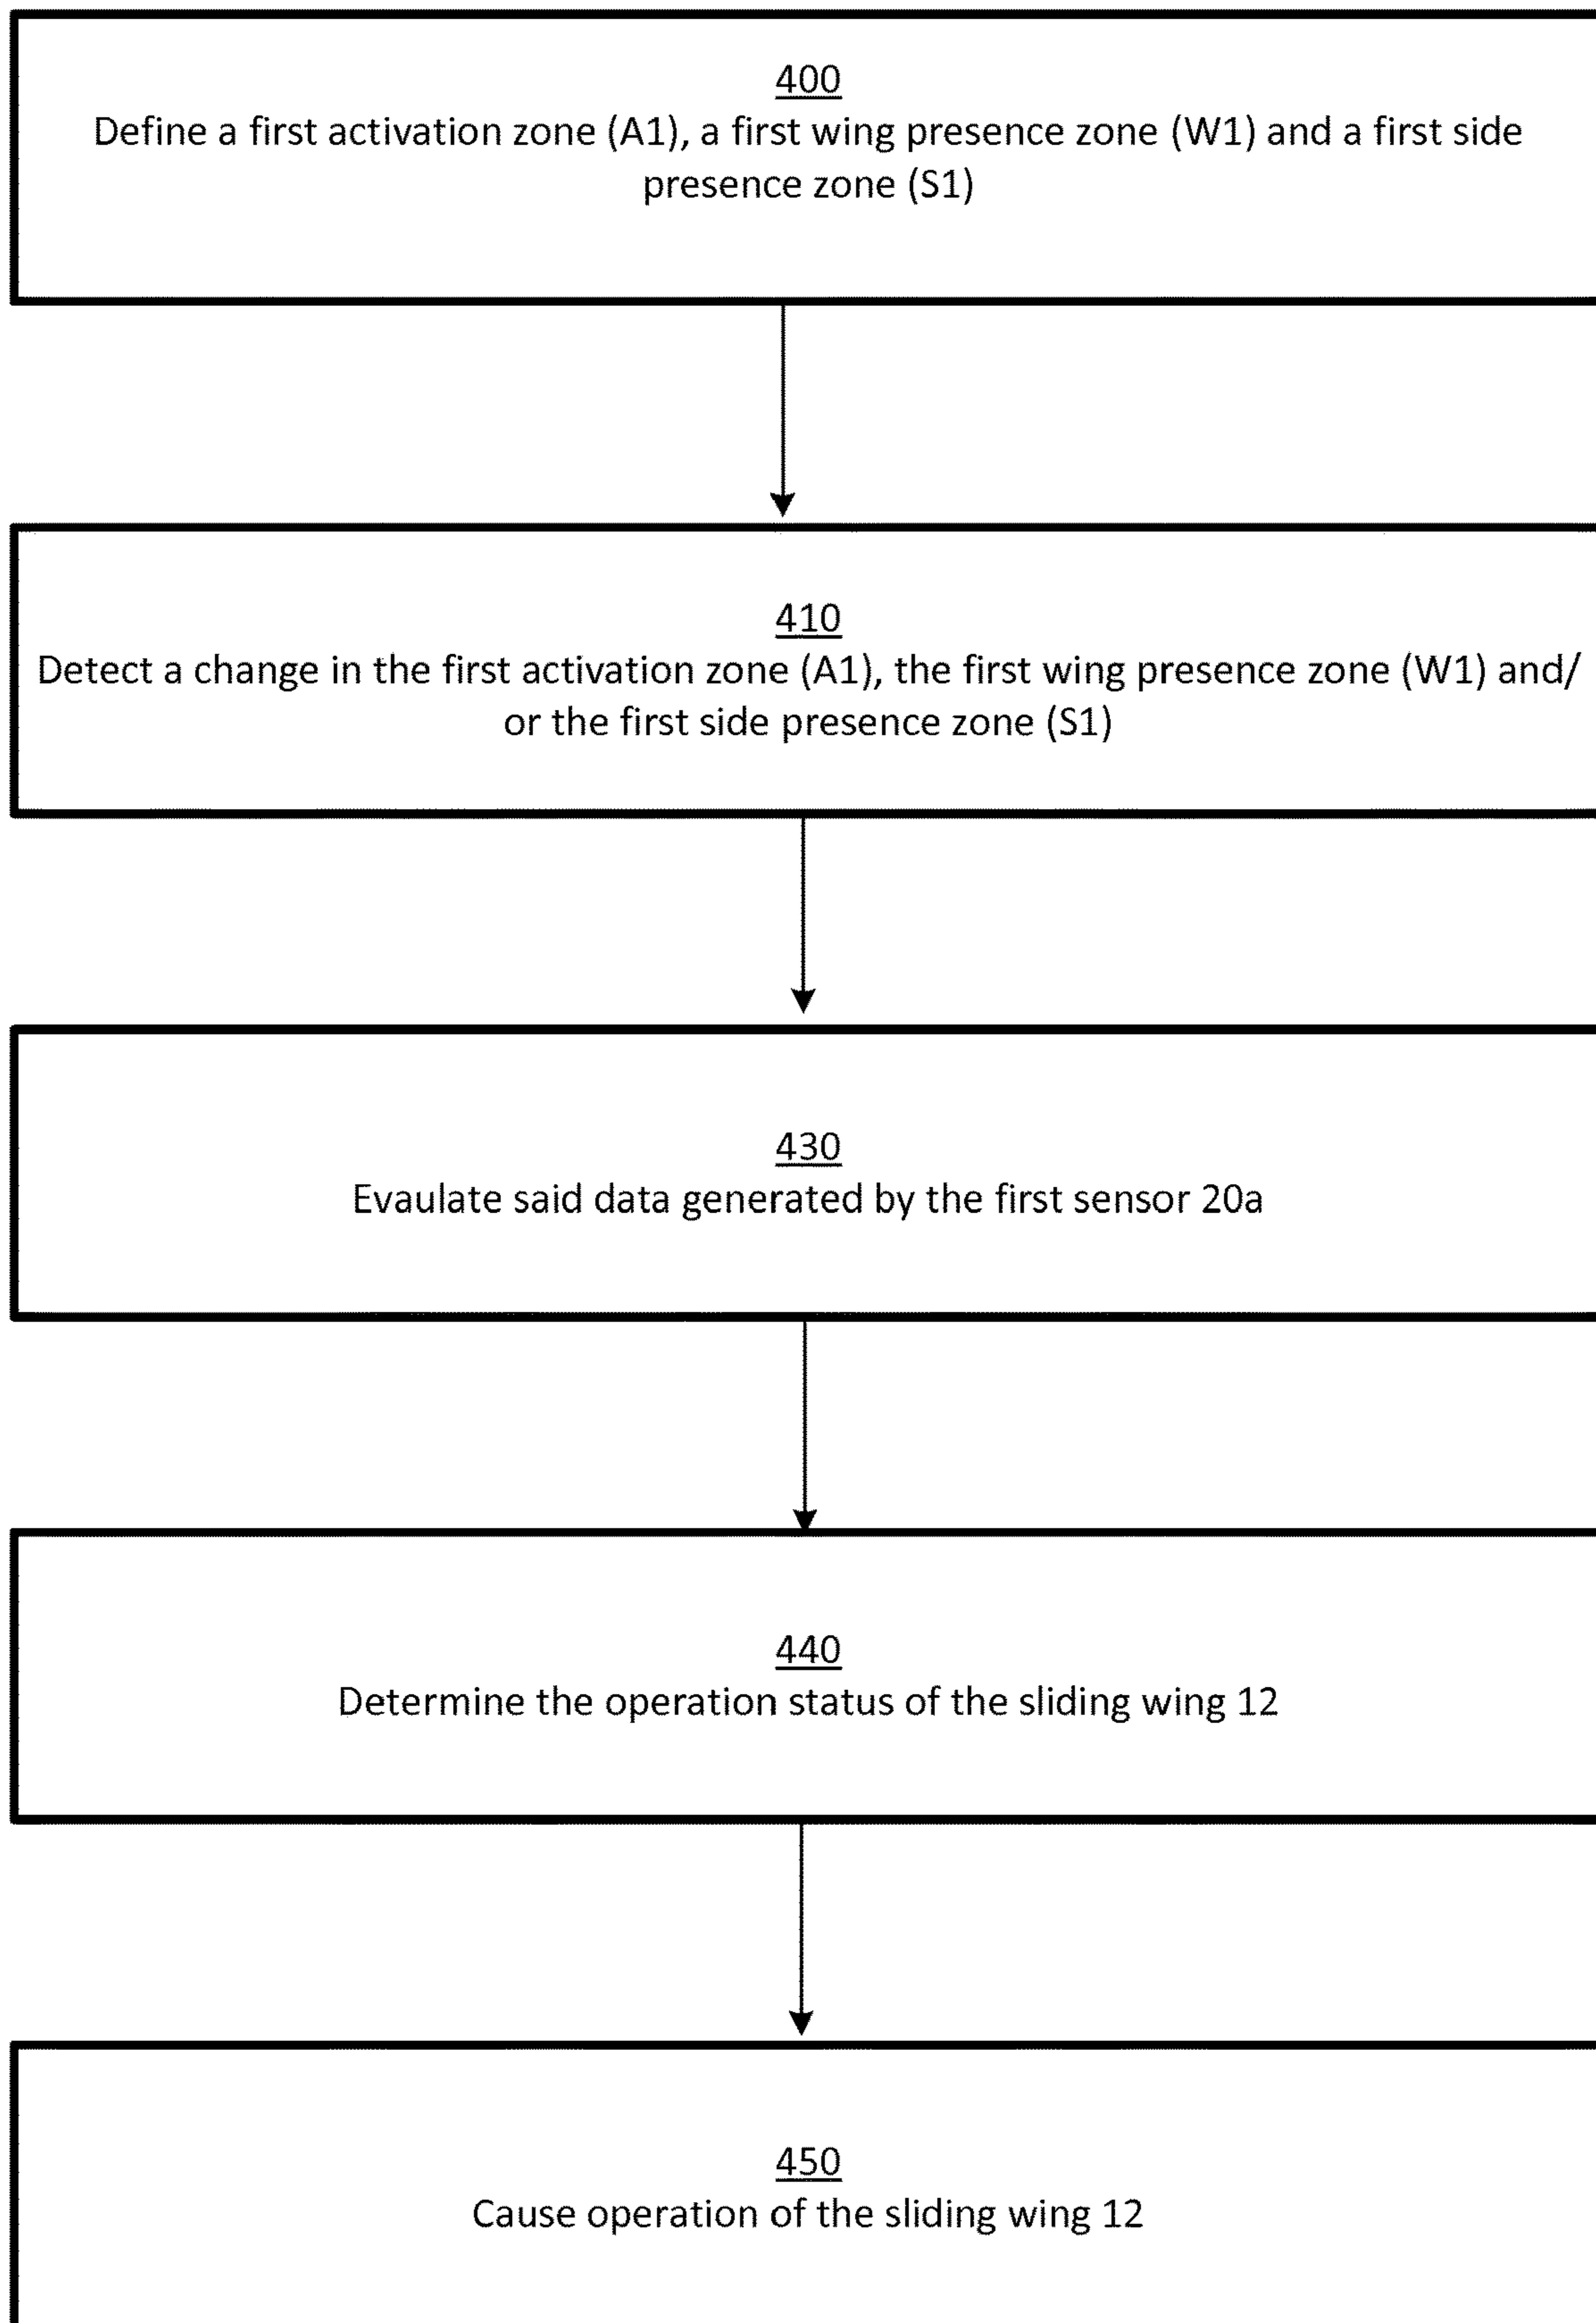 400
Define a first activation zone (A1), a first wing presence zone (W1) and a first side
presence zone (S1)
410
Detect a change in the first activation zone (A1), the first wing presence zone (W1) and/
or the first side presence zone (S1)
430
Evaulate said data generated by the first sensor 20a
440
Determine the operation status of the sliding wing 12
450
Cause operation of the sliding wing 12